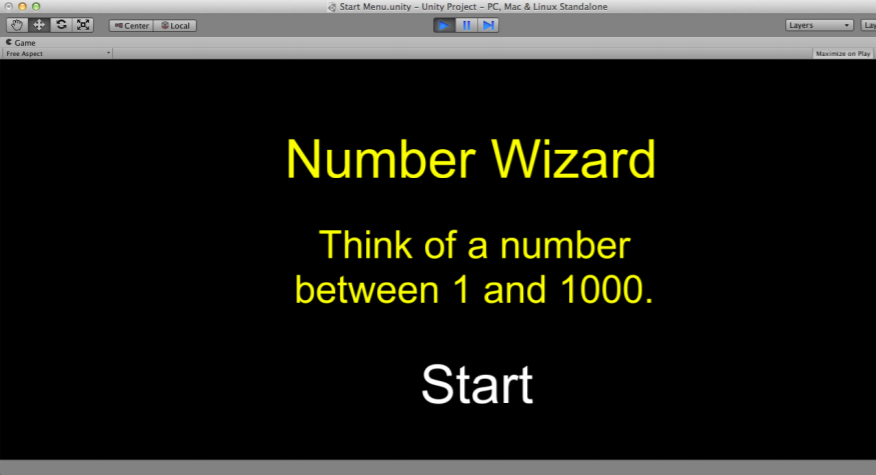 Start Menu.unity – Unity Project – PC, Mac & Linux Standalone
Center Local Layers Lay
Game
Free Aspect Maximize on Play
Number Wizard
Think of a number
between 1 and 1000.
Start